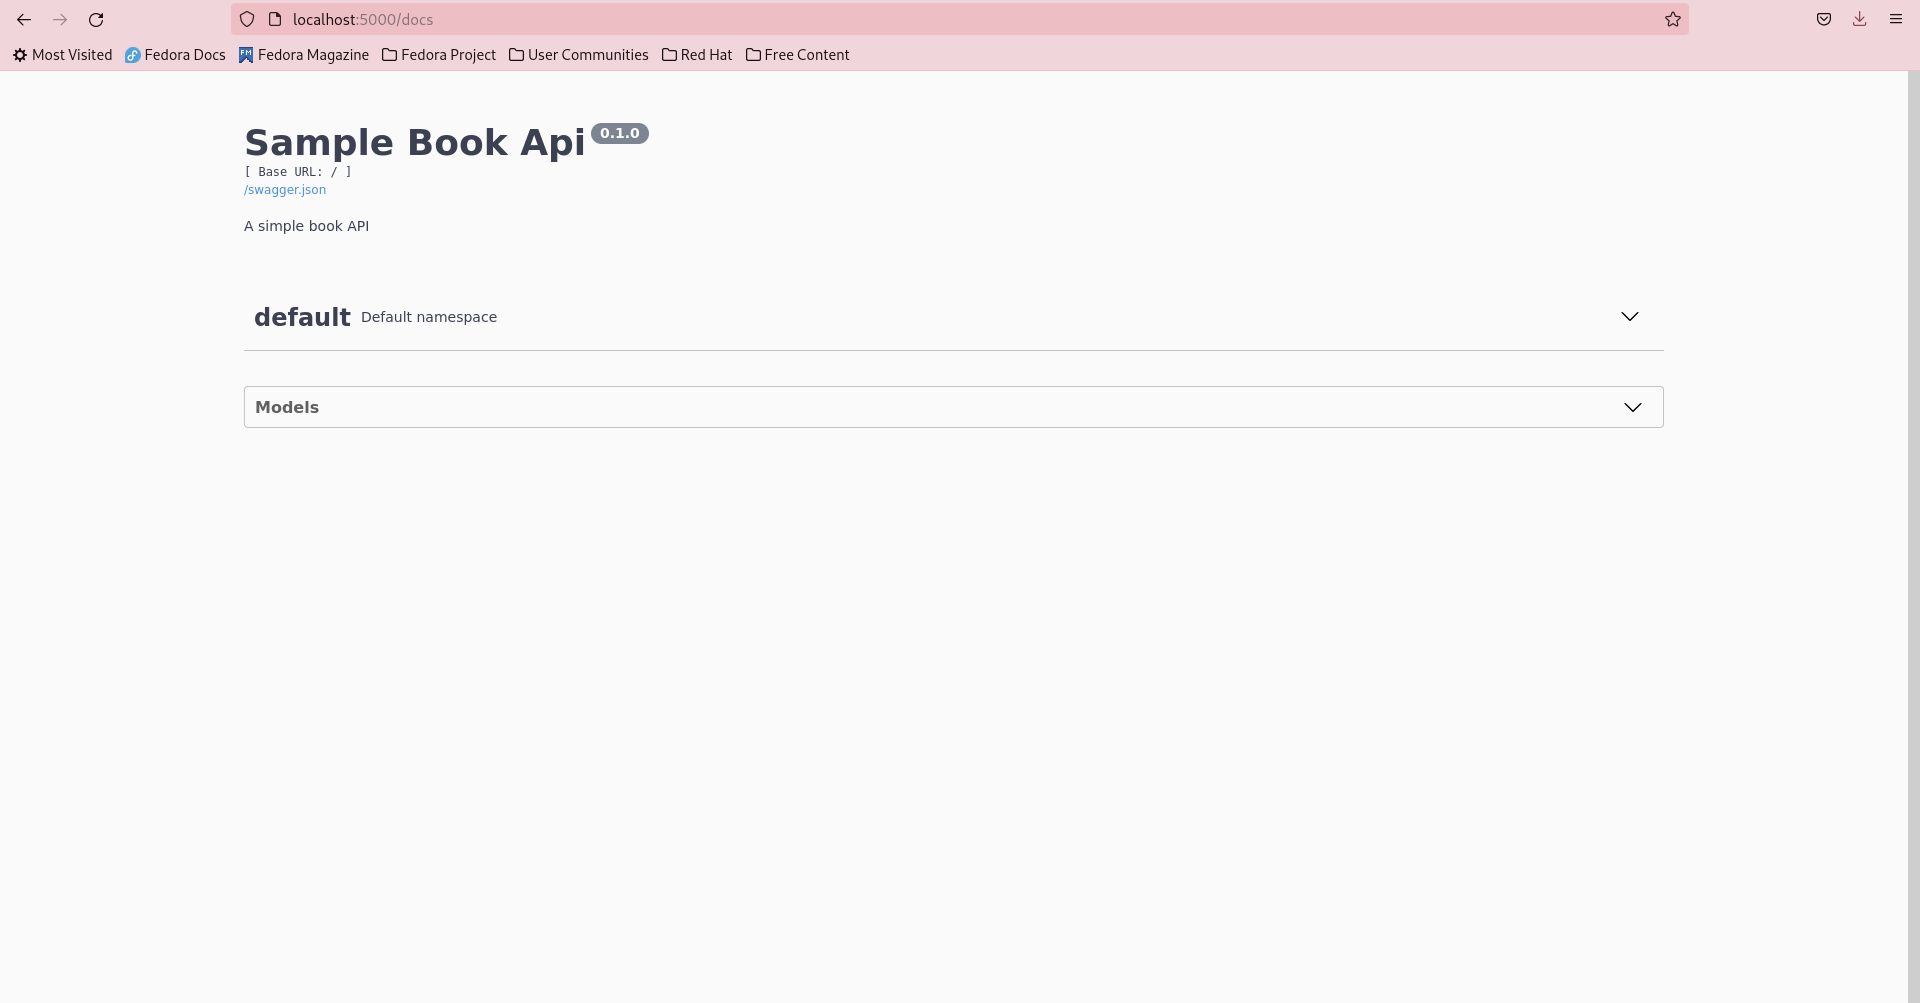 localhost:5000/docs
Most Visited Fedora Docs FM Fedora Magazine Fedora Project User Communities Red Hat Free Content
Sample Book Api 0.1.0
[ Base URL: / ]
/swagger.json
A simple book API
default Default namespace
Models